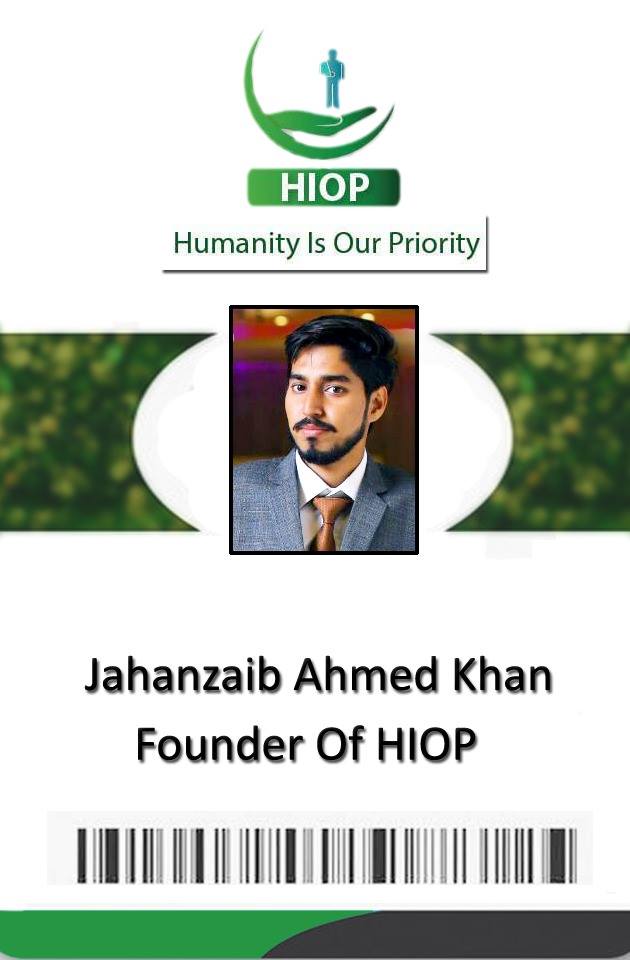 HIOP
Humanity Is Our Priority
Jahanzaib Ahmed Khan
Founder Of HIOP